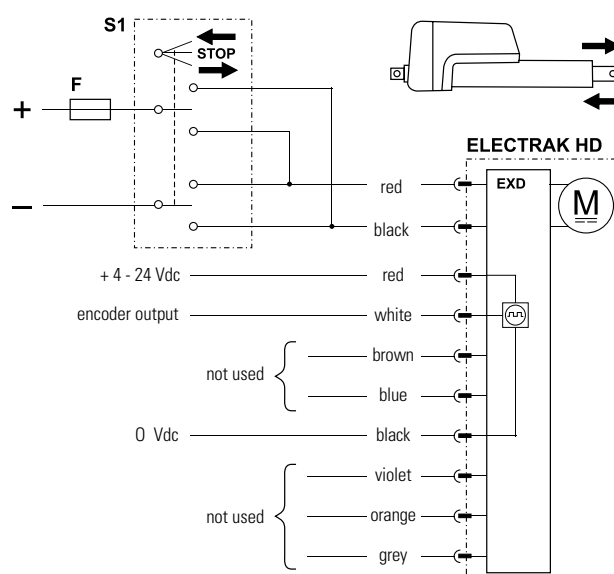 S1
STOP
F
+
–
ELECTRAK HD
EXD
M
red
black
+ 4 - 24 Vdc red
encoder output white
brown
not used
blue
0 Vdc black
violet
not used
orange
grey